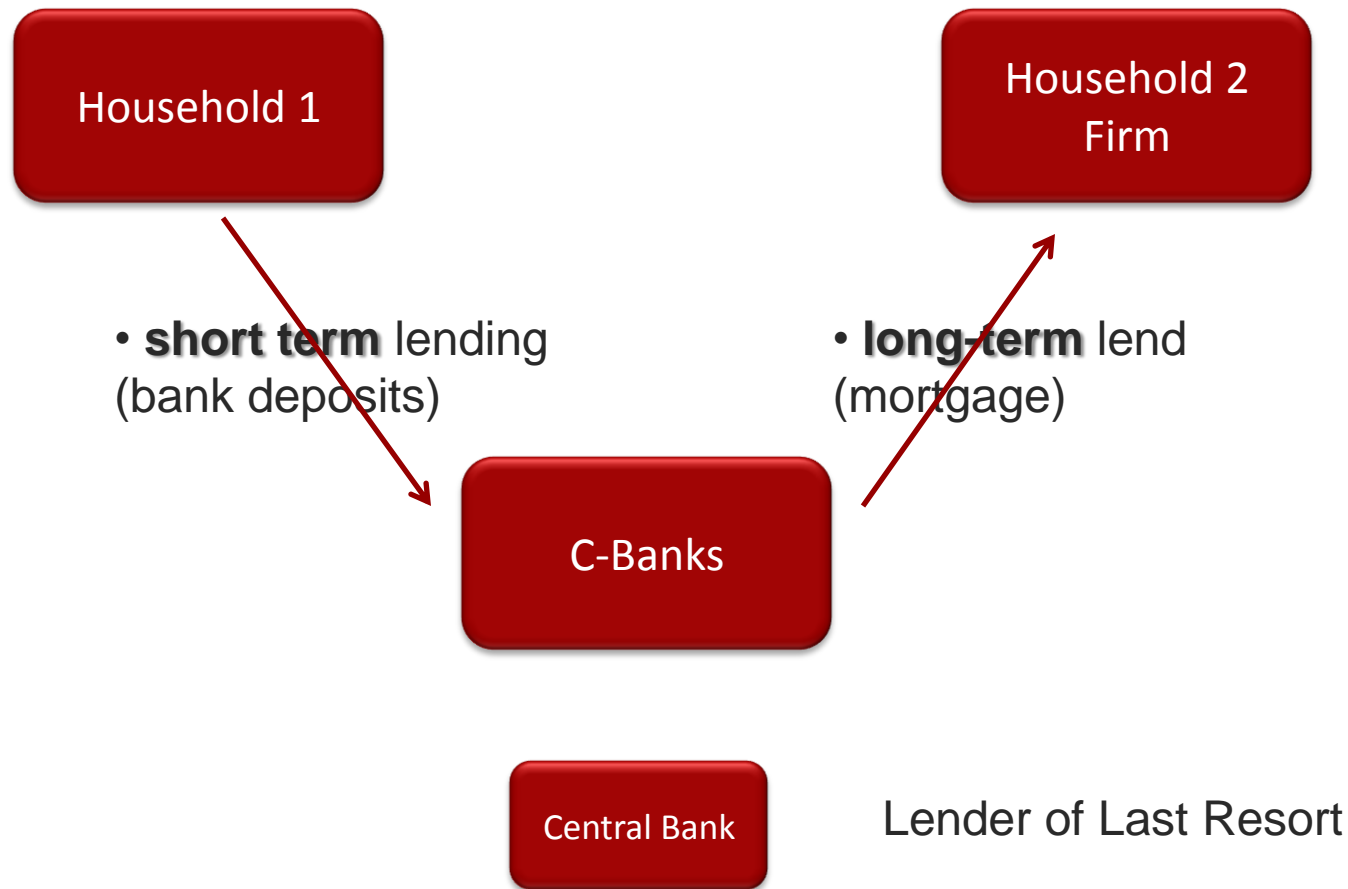 Household 1
Household 2
Firm
• short term lending
(bank deposits)
• long-term lend
(mortgage)
C-Banks
Central Bank
Lender of Last Resort